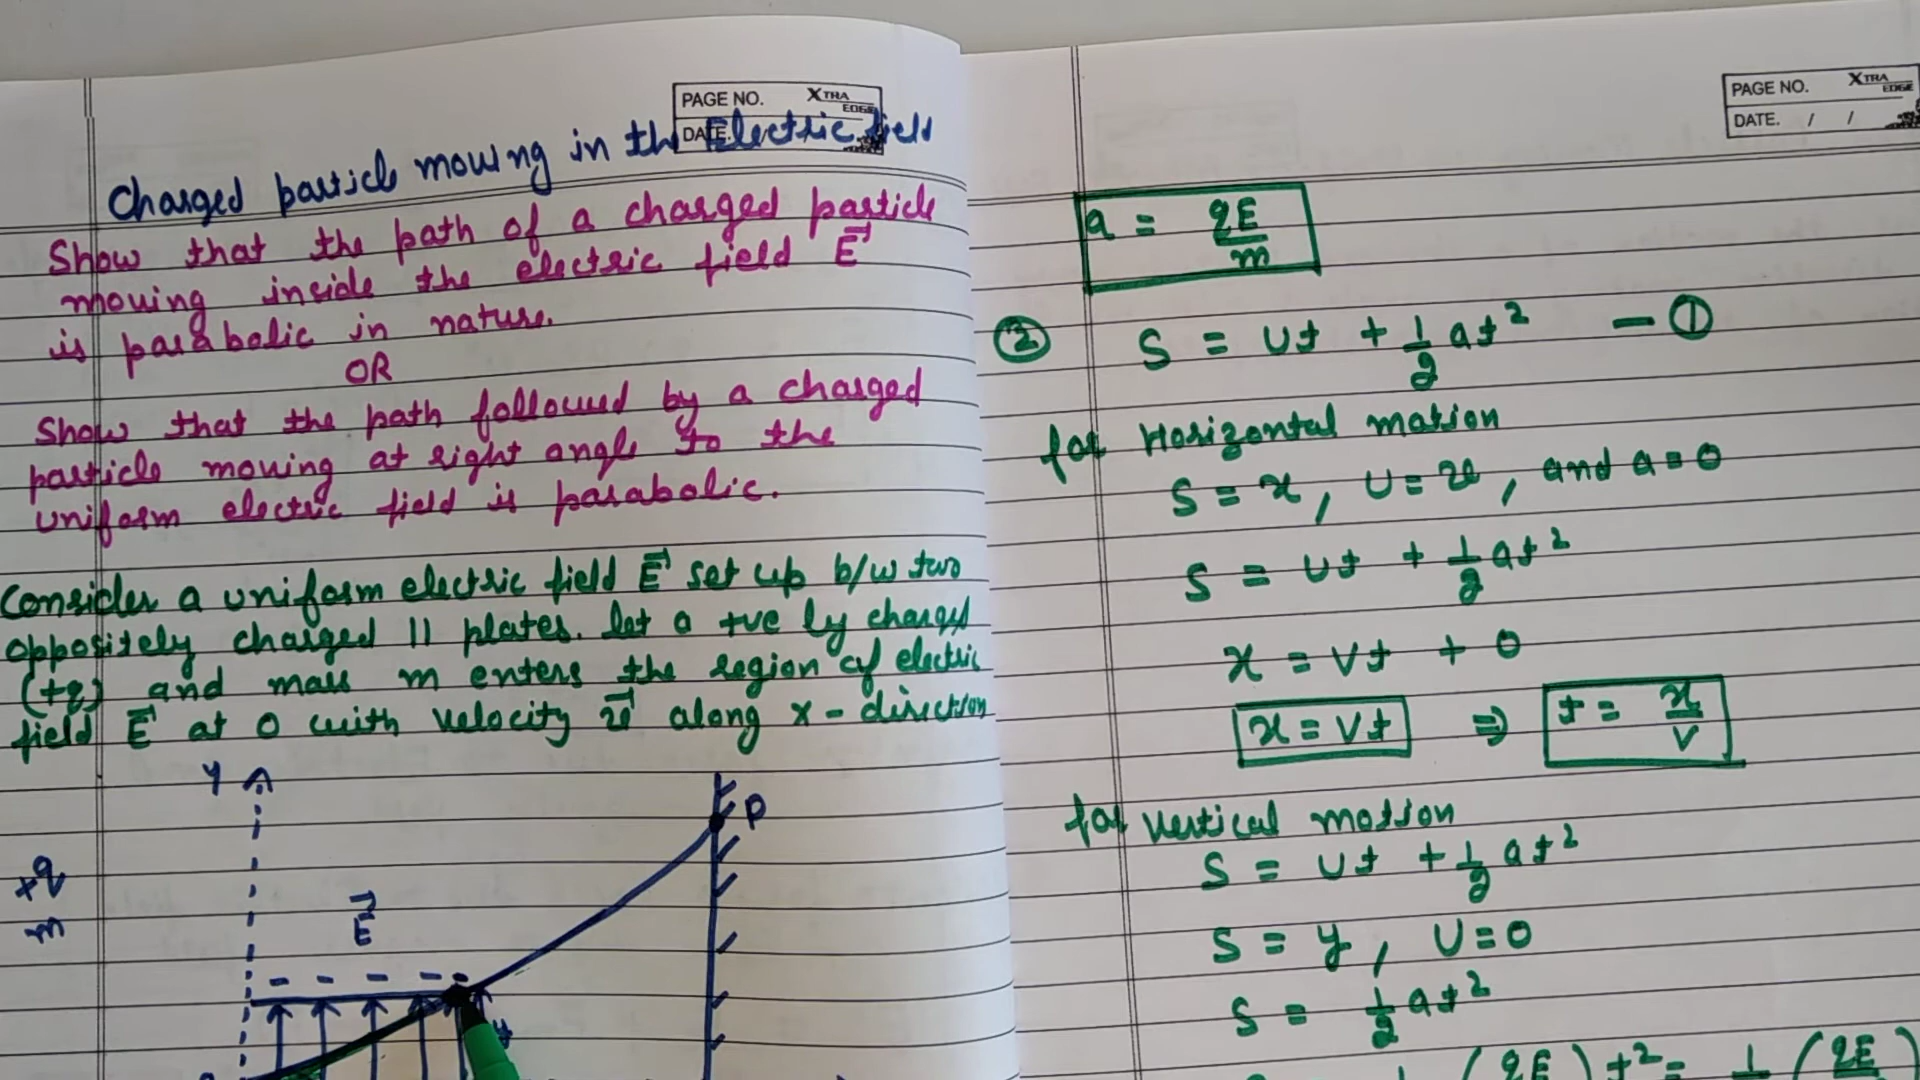 PAGE NO.
XTRA EDGE
DATE.
Charged particle moving in the Electric field
Show that the path of a charged particle
moving inside the electric field E⃗
is parabolic in nature.
OR
Show that the path followed by a charged
particle moving at right angle to the
uniform electric field is parabolic.
Consider a uniform electric field E⃗ set up b/w two
oppositely charged || plates. let a +ve ly charged
(+q) and mass m enters the region of electric
field E⃗ at O with velocity v⃗ along x - direction
Y
P
+q
m
E⃗
- - - - -
y
PAGE NO.
XTRA EDGE
DATE. / /
a = qE/m
② S = Ut + 1/2 at² — ①
for Horizontal motion
S = x, U = v, and a = 0
S = Ut + 1/2 at²
x = Vt + 0
x = Vt ⇒ t = x/V
for vertical motion
S = Ut + 1/2 at²
S = y, U = 0
S = 1/2 at²
(qE) t² = 1 (qE